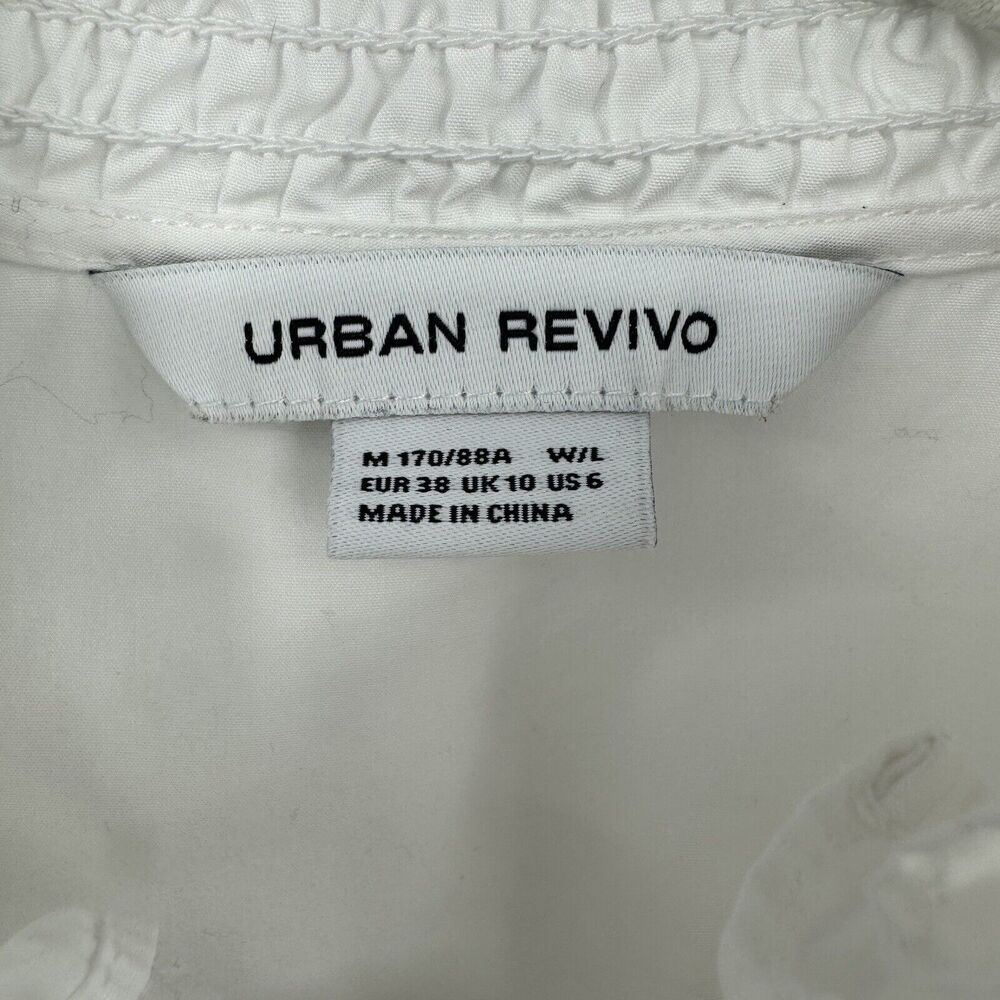 URBAN REVIVO
M 170/88A W/L
EUR 38 UK 10 US 6
MADE IN CHINA